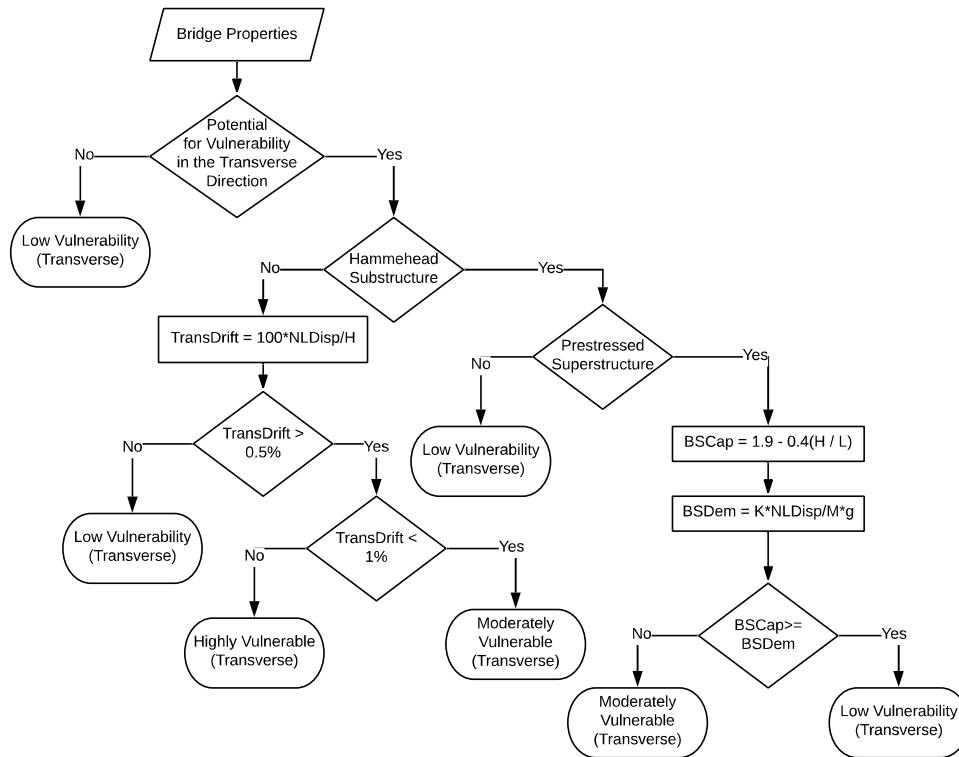 Bridge Properties
Potential
for Vulnerability
in the Transverse
Direction
No
Yes
Low Vulnerability
(Transverse)
Hammehead
Substructure
No
Yes
TransDrift = 100*NLDisp/H
Prestressed
Superstructure
No
Yes
TransDrift >
0.5%
No
Yes
Low Vulnerability
(Transverse)
BSCap = 1.9 - 0.4(H / L)
BSDem = K*NLDisp/M*g
Low Vulnerability
(Transverse)
TransDrift <
1%
No
Yes
Highly Vulnerable
(Transverse)
Moderately
Vulnerable
(Transverse)
BSCap>=
BSDem
No
Yes
Moderately
Vulnerable
(Transverse)
Low Vulnerability
(Transverse)